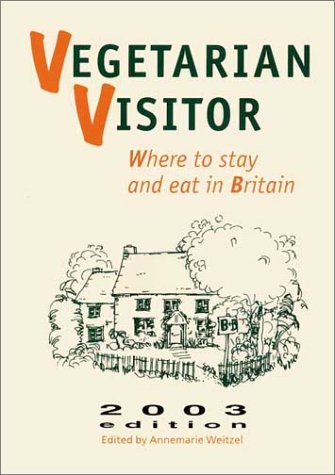 VEGETARIAN
VISITOR
Where to stay
and eat in Britain
B&B
2003
edition
Edited by Annemarie Weitzel